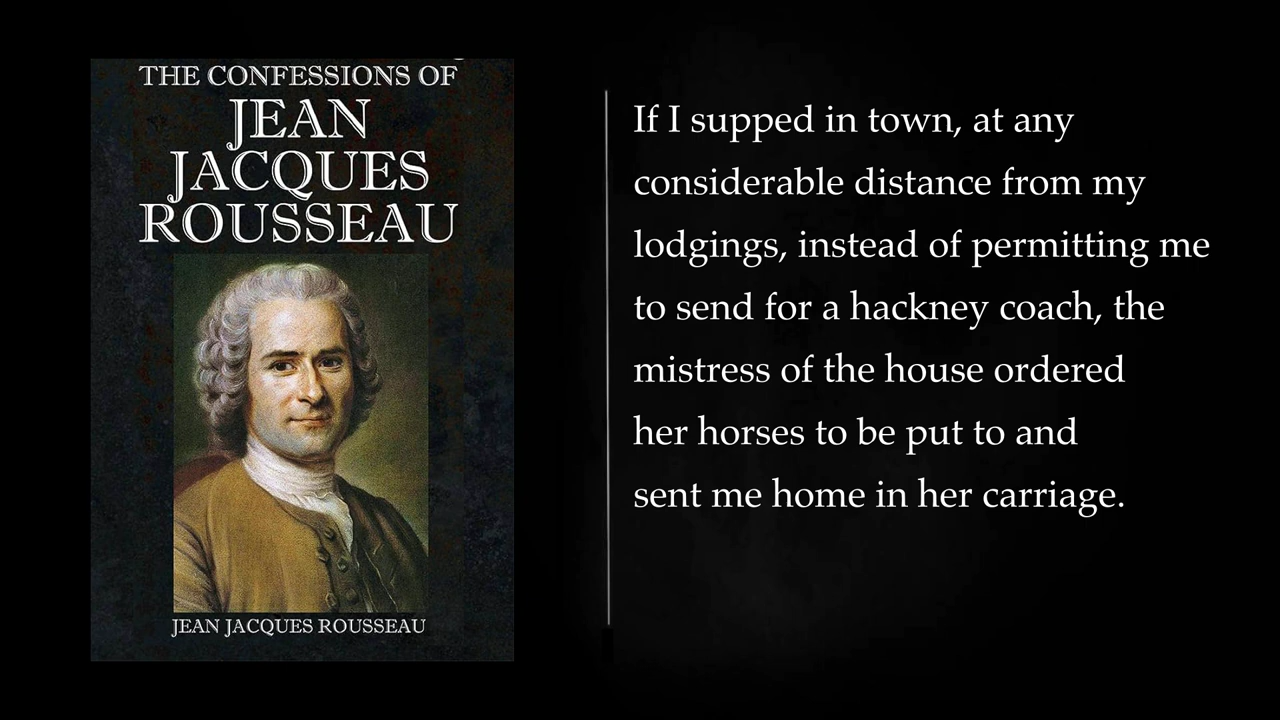 THE CONFESSIONS OF
JEAN
JACQUES
ROUSSEAU
JEAN JACQUES ROUSSEAU
If I supped in town, at any
considerable distance from my
lodgings, instead of permitting me
to send for a hackney coach, the
mistress of the house ordered
her horses to be put to and
sent me home in her carriage.